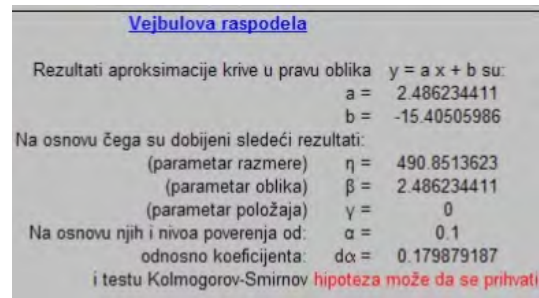 Vejbulova raspodela
Rezultati aproksimacije krive u pravu oblika y = a x + b su:
a = 2.486234411
b = -15.40505986
Na osnovu čega su dobijeni sledeći rezultati:
(parametar razmere) η = 490.8513623
(parametar oblika) β = 2.486234411
(parametar položaja) γ = 0
Na osnovu njih i nivoa poverenja od: α = 0.1
odnosno koeficijenta: dα = 0.179879187
i testu Kolmogorov-Smirnov hipoteza može da se prihvati